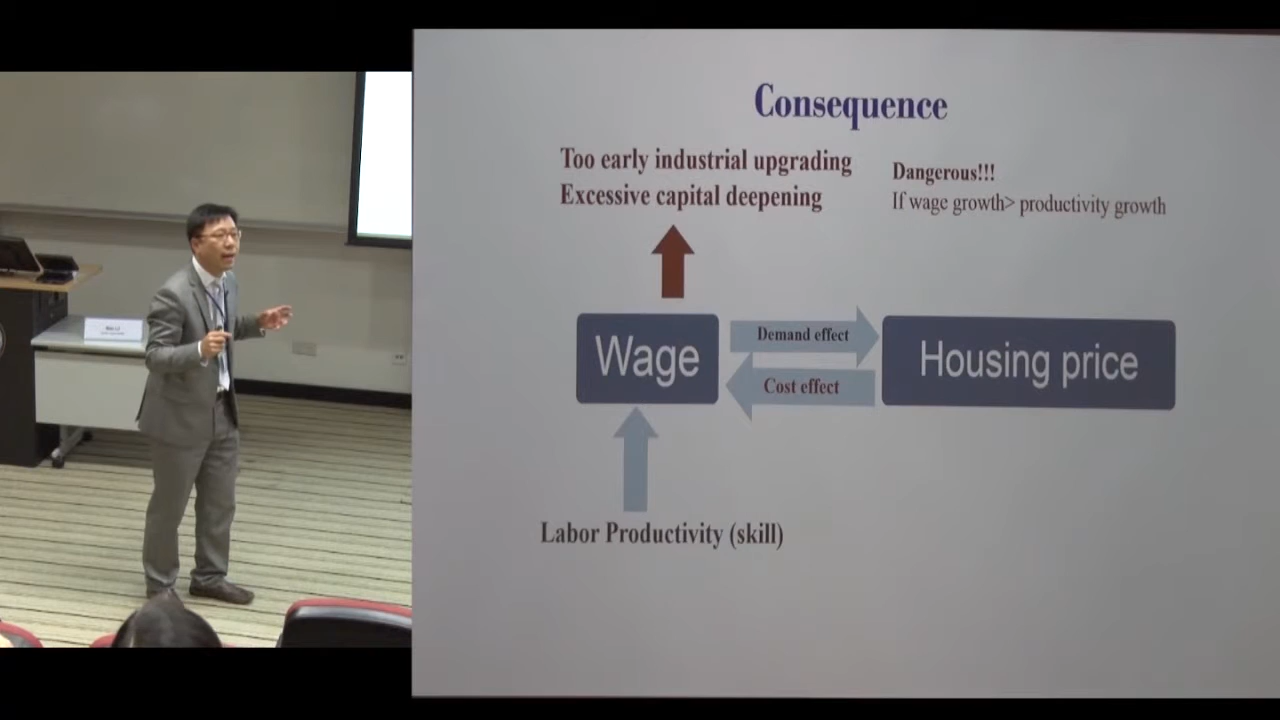 Consequence
Too early industrial upgrading
Excessive capital deepening
Dangerous!!!
If wage growth> productivity growth
Wage
Demand effect
Cost effect
Housing price
Labor Productivity (skill)